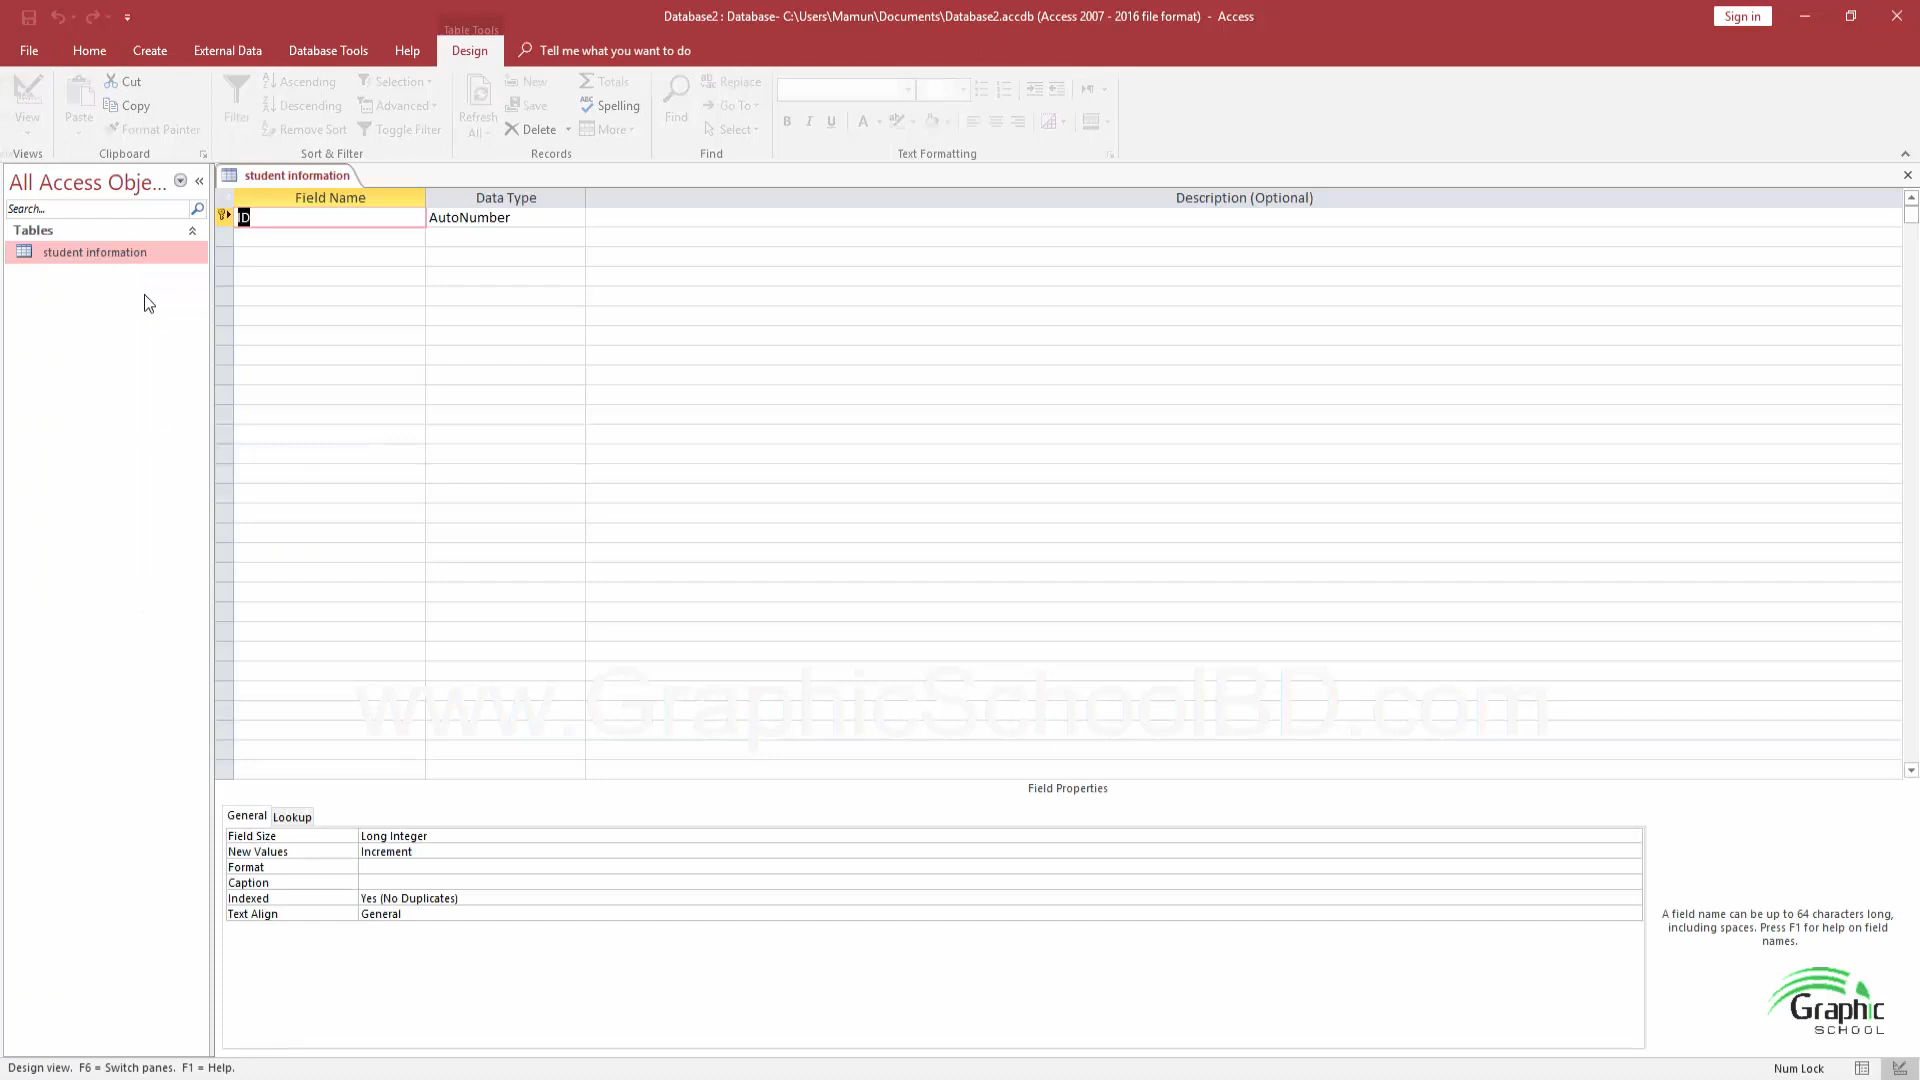 Database2 : Database- C:\Users\Mamun\Documents\Database2.accdb (Access 2007 - 2016 file format) - Access
Sign in
Table Tools
File Home Create External Data Database Tools Help Design Tell me what you want to do
View
Views
Paste
Cut
Copy
Format Painter
Clipboard
Filter
Ascending
Descending
Remove Sort
Selection
Advanced
Toggle Filter
Sort & Filter
Refresh
All
New
Save
Delete
Totals
Spelling
More
Records
Find
Replace
Go To
Select
Find
B I U A
Text Formatting
All Access Obje...
Search...
Tables
student information
student information
Field Name Data Type Description (Optional)
ID AutoNumber
www.GraphicSchoolBD.com
Field Properties
General Lookup
Field Size Long Integer
New Values Increment
Format
Caption
Indexed Yes (No Duplicates)
Text Align General
A field name can be up to 64 characters long,
including spaces. Press F1 for help on field
names.
Graphic
SCHOOL
Design view. F6 = Switch panes. F1 = Help.
Num Lock